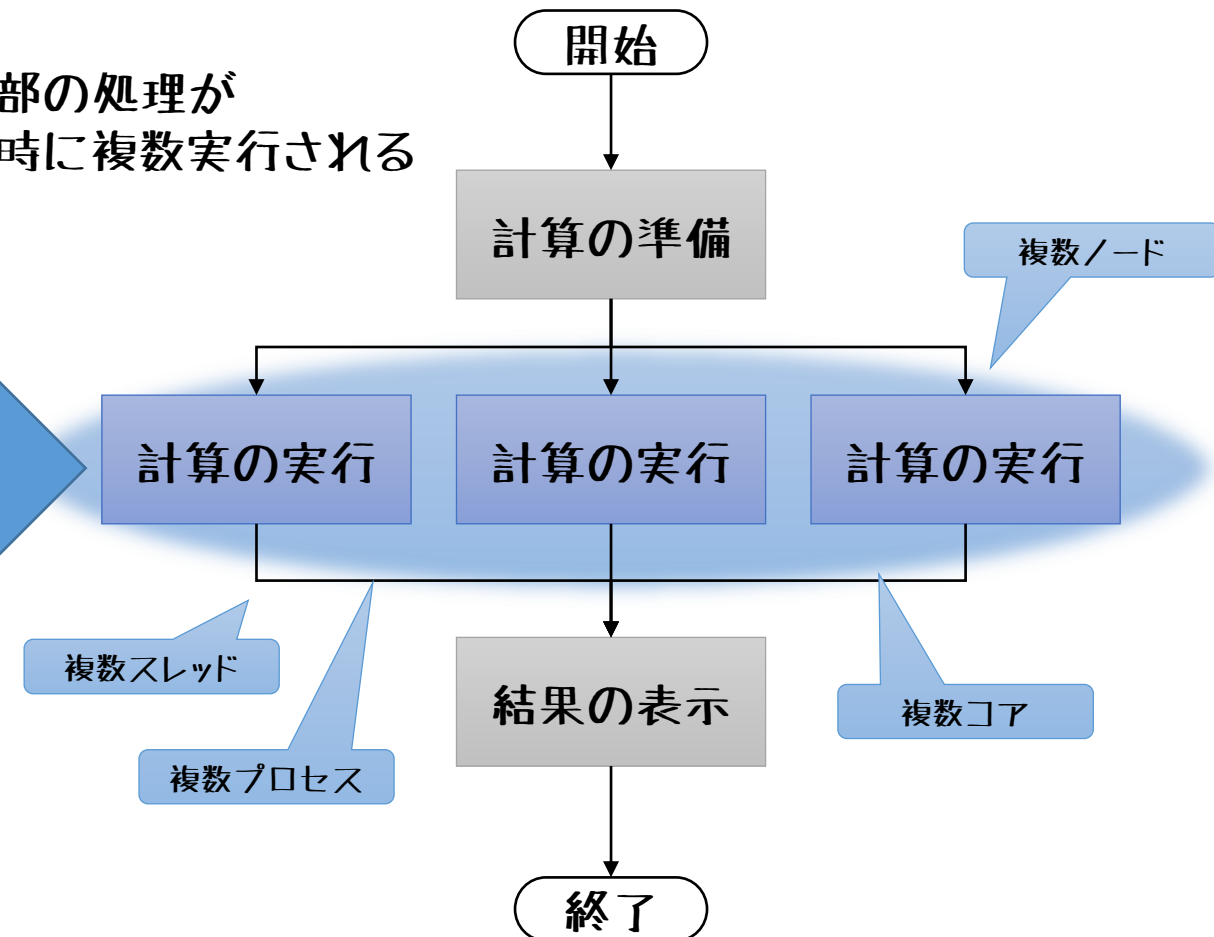 開始
部の処理が
時に複数実行される
計算の準備
複数ノード
計算の実行
計算の実行
計算の実行
複数スレッド
結果の表示
複数コア
複数プロセス
終了